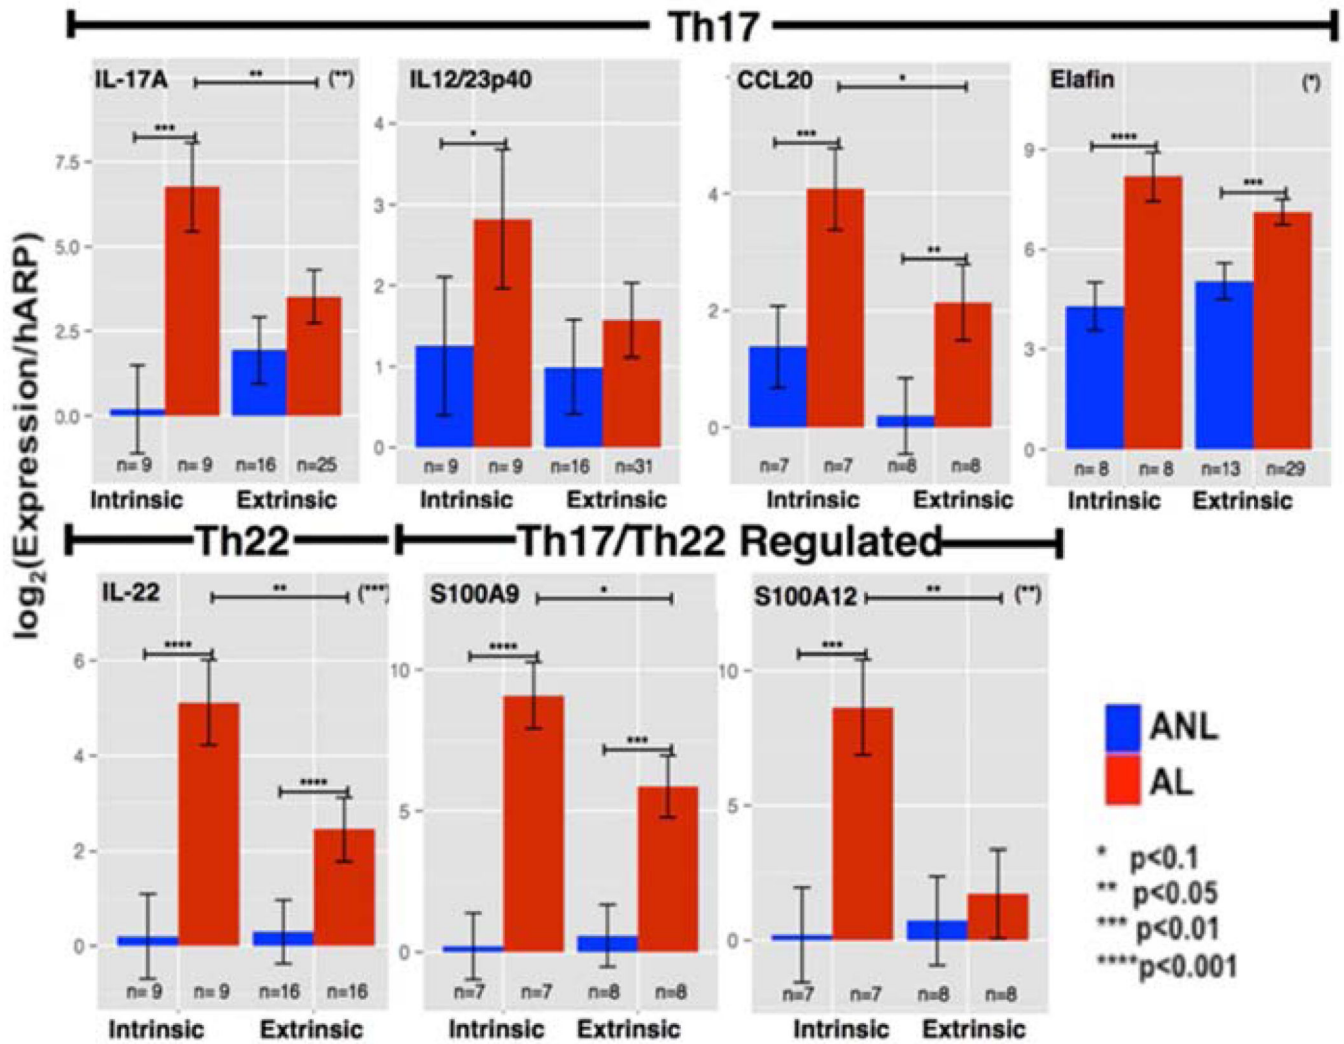 Th17
IL-17A ** (**)
***
7.5
5.0
2.5
0.0
n= 9 n= 9 n=16 n=25
Intrinsic Extrinsic
IL12/23p40
*
4
3
2
1
0
n= 9 n= 9 n=16 n=31
Intrinsic Extrinsic
CCL20 *
***
**
4
2
0
n=7 n=7 n=8 n=8
Intrinsic Extrinsic
Elafin (*)
****
***
9
6
3
0
n= 8 n= 8 n=13 n=29
Intrinsic Extrinsic
log2(Expression/hARP)
Th22
Th17/Th22 Regulated
IL-22 ** (***)
****
****
6
4
2
0
n= 9 n= 9 n=16 n=16
Intrinsic Extrinsic
S100A9 *
****
***
10
5
0
n=7 n=7 n=8 n=8
Intrinsic Extrinsic
S100A12 ** (**)
***
10
5
0
n=7 n=7 n=8 n=8
Intrinsic Extrinsic
ANL
AL
* p<0.1
** p<0.05
*** p<0.01
****p<0.001